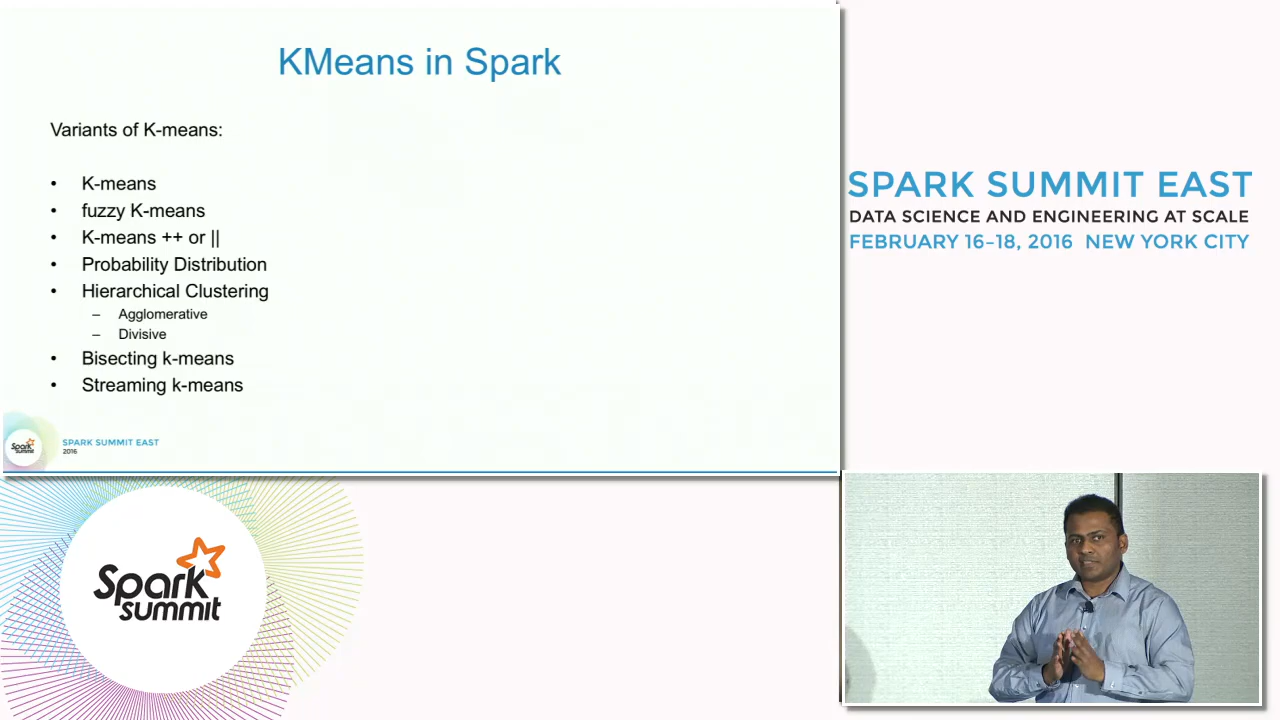 KMeans in Spark
Variants of K-means:
• K-means
• fuzzy K-means
• K-means ++ or ||
• Probability Distribution
• Hierarchical Clustering
– Agglomerative
– Divisive
• Bisecting k-means
• Streaming k-means
Spark
summit
SPARK SUMMIT EAST
2016
SPARK SUMMIT EAST
DATA SCIENCE AND ENGINEERING AT SCALE
FEBRUARY 16–18, 2016 NEW YORK CITY
Spark
summit